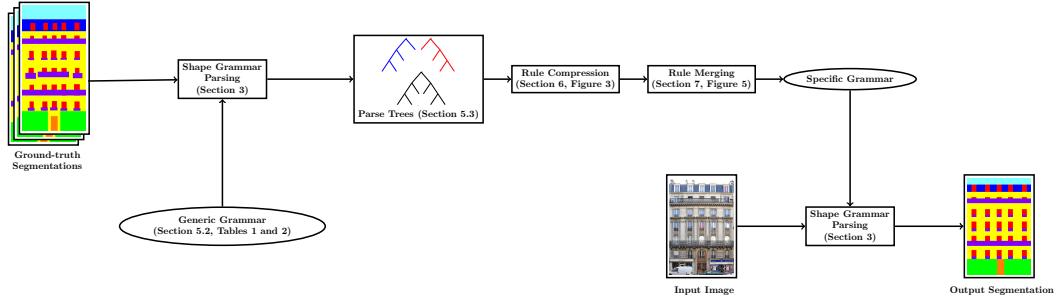 Ground-truth
Segmentations
Shape Grammar
Parsing
(Section 3)
Generic Grammar
(Section 5.2, Tables 1 and 2)
Parse Trees (Section 5.3)
Rule Compression
(Section 6, Figure 3)
Rule Merging
(Section 7, Figure 5)
Specific Grammar
Input Image
Shape Grammar
Parsing
(Section 3)
Output Segmentation